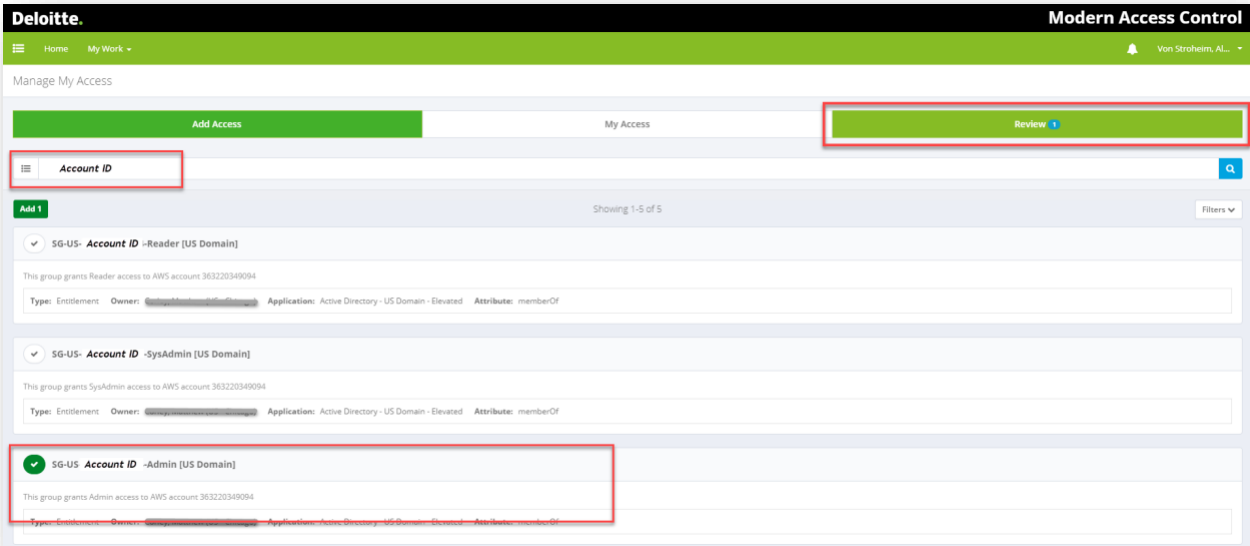 Deloitte. Modern Access Control
Home My Work Von Stroheim, Al...
Manage My Access
Add Access My Access Review 1
Account ID
Add 1 Showing 1-5 of 5 Filters
SG-US- Account ID -Reader [US Domain]
This group grants Reader access to AWS account 363220349094
Type: Entitlement Owner: Application: Active Directory - US Domain - Elevated Attribute: memberOf
SG-US- Account ID -SysAdmin [US Domain]
This group grants SysAdmin access to AWS account 363220349094
Type: Entitlement Owner: Application: Active Directory - US Domain - Elevated Attribute: memberOf
SG-US Account ID -Admin [US Domain]
This group grants Admin access to AWS account 363220349094
Type: Entitlement Owner: Application: Active Directory - US Domain - Elevated Attribute: memberOf